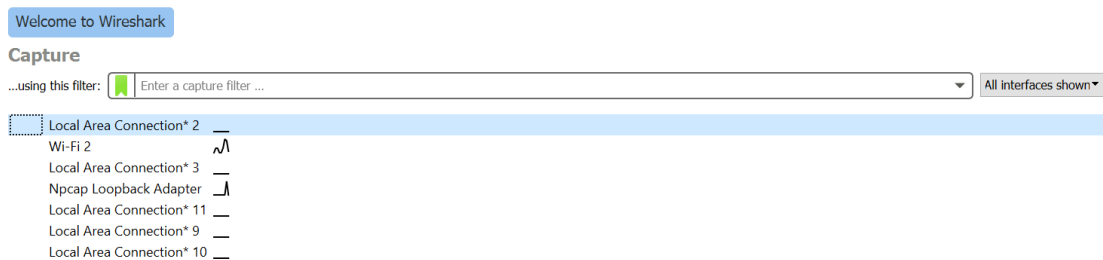 Welcome to Wireshark
Capture
...using this filter: Enter a capture filter ... All interfaces shown
Local Area Connection* 2
Wi-Fi 2
Local Area Connection* 3
Npcap Loopback Adapter
Local Area Connection* 11
Local Area Connection* 9
Local Area Connection* 10